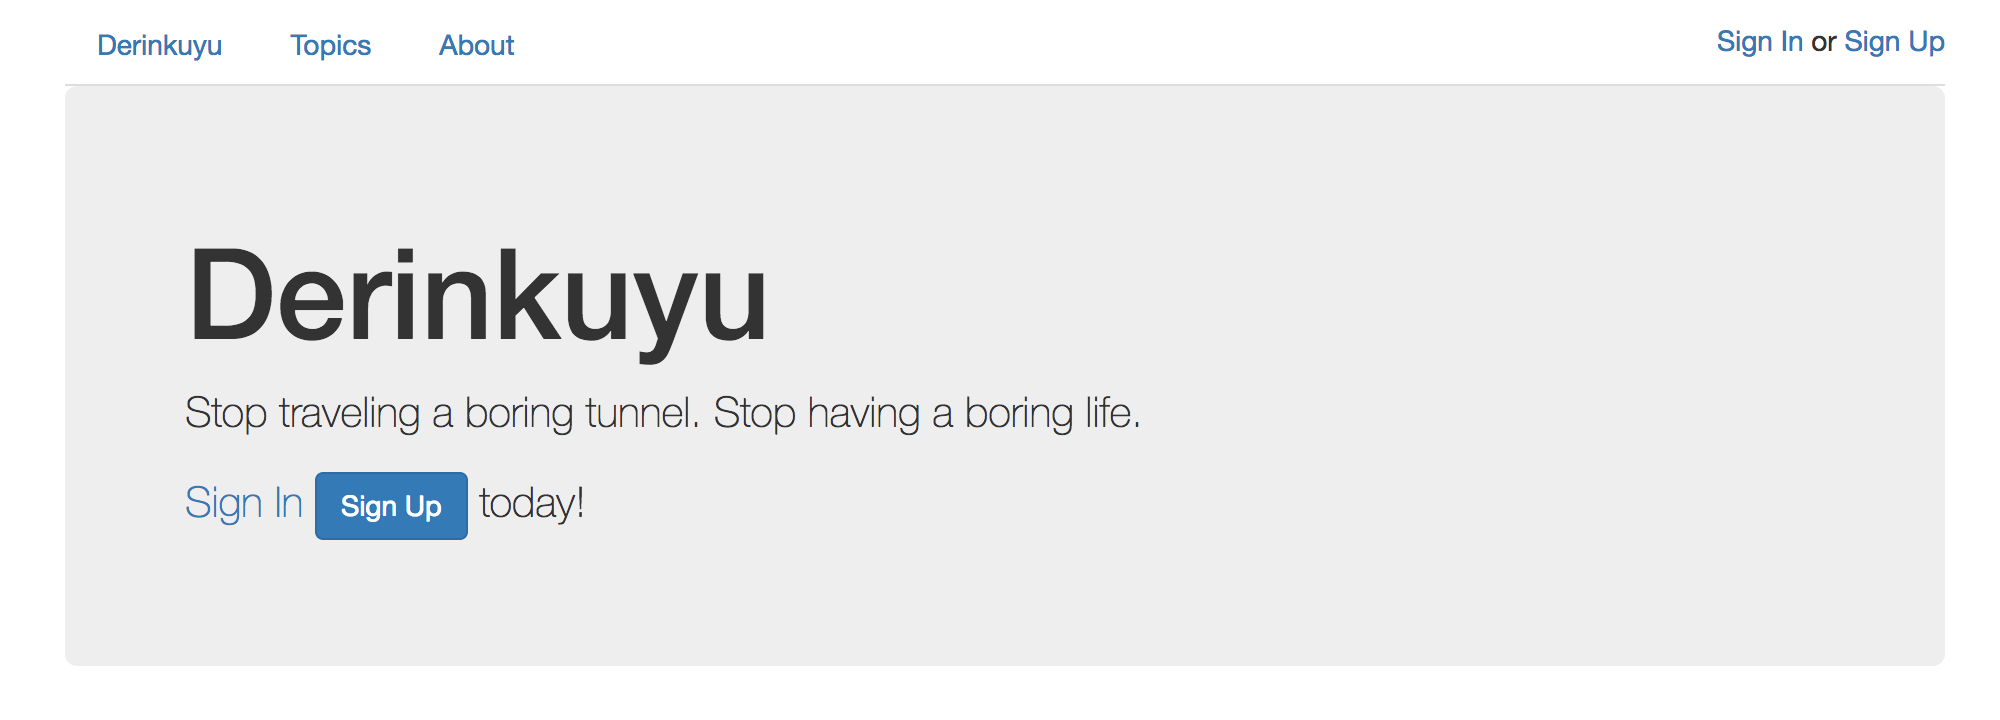 Derinkuyu Topics About Sign In or Sign Up
Derinkuyu
Stop traveling a boring tunnel. Stop having a boring life.
Sign In Sign Up today!